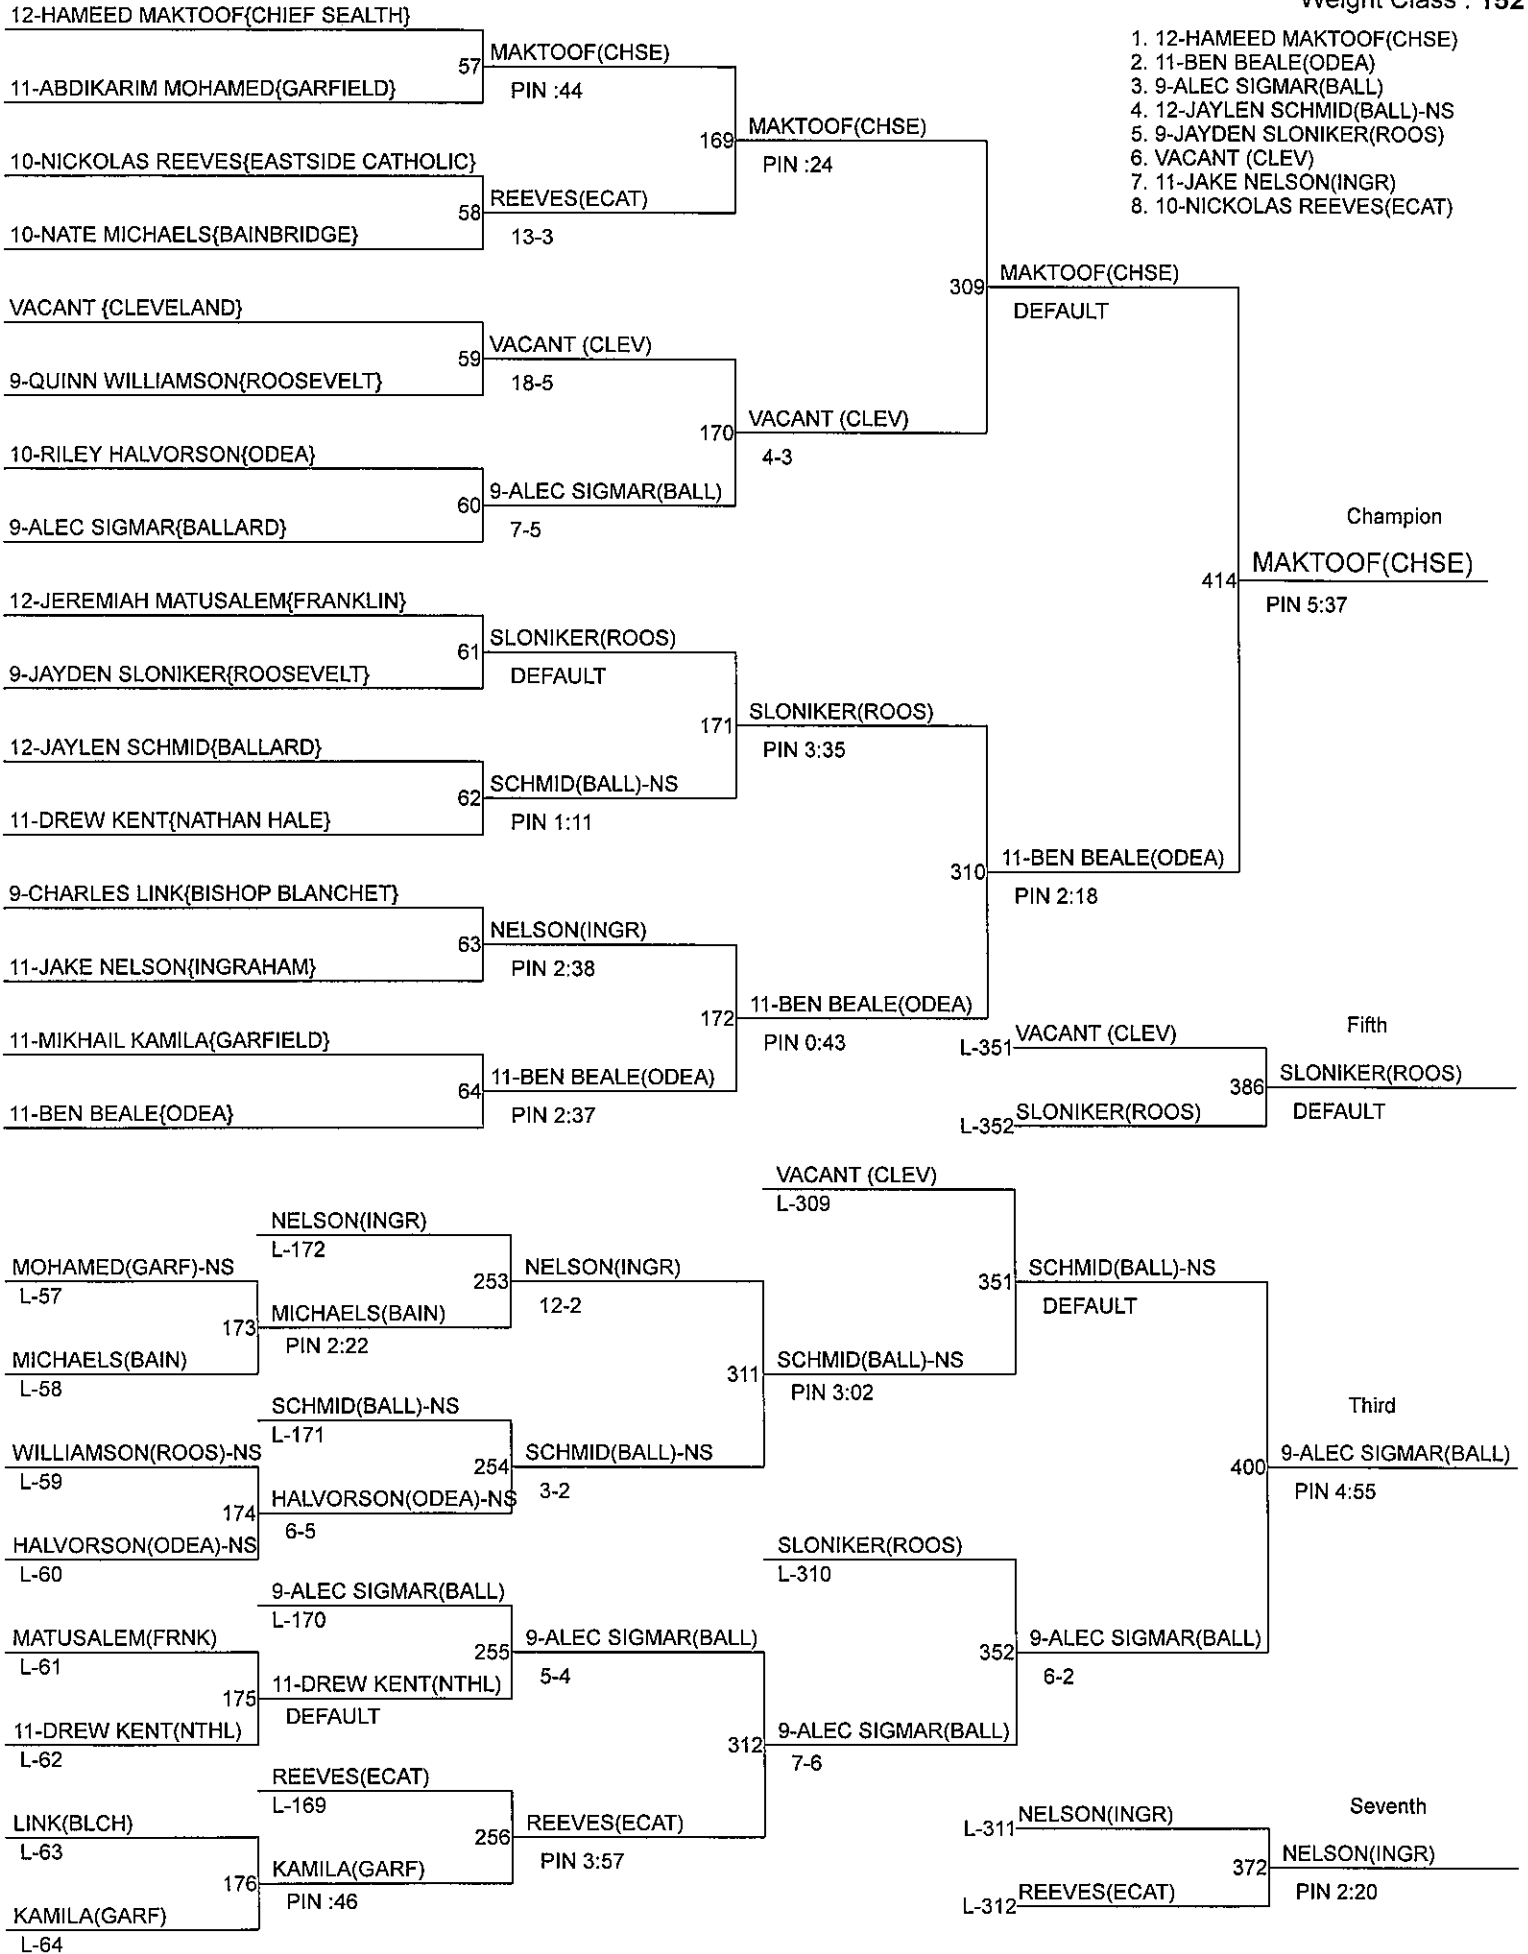 Weight Class : 152
1. 12-HAMEED MAKTOOF(CHSE)
2. 11-BEN BEALE(ODEA)
3. 9-ALEC SIGMAR(BALL)
4. 12-JAYLEN SCHMID(BALL)-NS
5. 9-JAYDEN SLONIKER(ROOS)
6. VACANT (CLEV)
7. 11-JAKE NELSON(INGR)
8. 10-NICKOLAS REEVES(ECAT)
12-HAMEED MAKTOOF{CHIEF SEALTH}
57 MAKTOOF(CHSE)
11-ABDIKARIM MOHAMED{GARFIELD}
PIN :44
169 MAKTOOF(CHSE)
PIN :24
10-NICKOLAS REEVES{EASTSIDE CATHOLIC}
58 REEVES(ECAT)
10-NATE MICHAELS{BAINBRIDGE}
13-3
309 MAKTOOF(CHSE)
DEFAULT
VACANT {CLEVELAND}
59 VACANT (CLEV)
9-QUINN WILLIAMSON{ROOSEVELT}
18-5
170 VACANT (CLEV)
4-3
10-RILEY HALVORSON{ODEA}
60 9-ALEC SIGMAR(BALL)
9-ALEC SIGMAR{BALLARD}
7-5
Champion
414 MAKTOOF(CHSE)
PIN 5:37
12-JEREMIAH MATUSALEM{FRANKLIN}
61 SLONIKER(ROOS)
9-JAYDEN SLONIKER{ROOSEVELT}
DEFAULT
171 SLONIKER(ROOS)
PIN 3:35
12-JAYLEN SCHMID{BALLARD}
62 SCHMID(BALL)-NS
11-DREW KENT{NATHAN HALE}
PIN 1:11
310 11-BEN BEALE(ODEA)
PIN 2:18
9-CHARLES LINK{BISHOP BLANCHET}
63 NELSON(INGR)
11-JAKE NELSON{INGRAHAM}
PIN 2:38
172 11-BEN BEALE(ODEA)
PIN 0:43
11-MIKHAIL KAMILA{GARFIELD}
64 11-BEN BEALE(ODEA)
11-BEN BEALE{ODEA}
PIN 2:37
Fifth
L-351 VACANT (CLEV)
386 SLONIKER(ROOS)
L-352 SLONIKER(ROOS)
DEFAULT
VACANT (CLEV)
L-309
NELSON(INGR)
L-172
MOHAMED(GARF)-NS
L-57
253 NELSON(INGR)
12-2
351 SCHMID(BALL)-NS
DEFAULT
173 MICHAELS(BAIN)
PIN 2:22
MICHAELS(BAIN)
L-58
311 SCHMID(BALL)-NS
PIN 3:02
SCHMID(BALL)-NS
L-171
WILLIAMSON(ROOS)-NS
L-59
254 SCHMID(BALL)-NS
3-2
174 HALVORSON(ODEA)-NS
6-5
HALVORSON(ODEA)-NS
L-60
Third
400 9-ALEC SIGMAR(BALL)
PIN 4:55
SLONIKER(ROOS)
L-310
9-ALEC SIGMAR(BALL)
L-170
MATUSALEM(FRNK)
L-61
255 9-ALEC SIGMAR(BALL)
5-4
352 9-ALEC SIGMAR(BALL)
6-2
175 11-DREW KENT(NTHL)
DEFAULT
11-DREW KENT(NTHL)
L-62
312 9-ALEC SIGMAR(BALL)
7-6
REEVES(ECAT)
L-169
LINK(BLCH)
L-63
256 REEVES(ECAT)
PIN 3:57
176 KAMILA(GARF)
PIN :46
KAMILA(GARF)
L-64
Seventh
L-311 NELSON(INGR)
372 NELSON(INGR)
L-312 REEVES(ECAT)
PIN 2:20